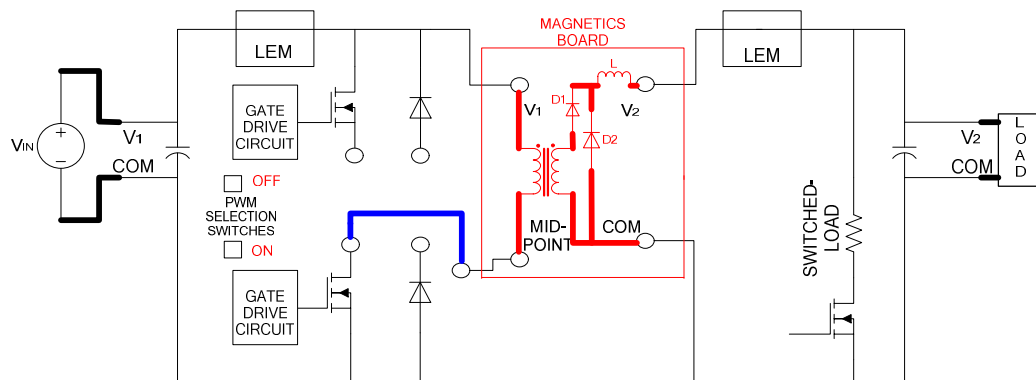 MAGNETICS
BOARD
LEM
LEM
L
D1
V1
V2
D2
GATE
DRIVE
CIRCUIT
V1
VIN
+
−
COM
OFF
PWM
SELECTION
SWITCHES
ON
MID-
POINT
COM
GATE
DRIVE
CIRCUIT
SWITCHED-
LOAD
V2
COM
LOAD